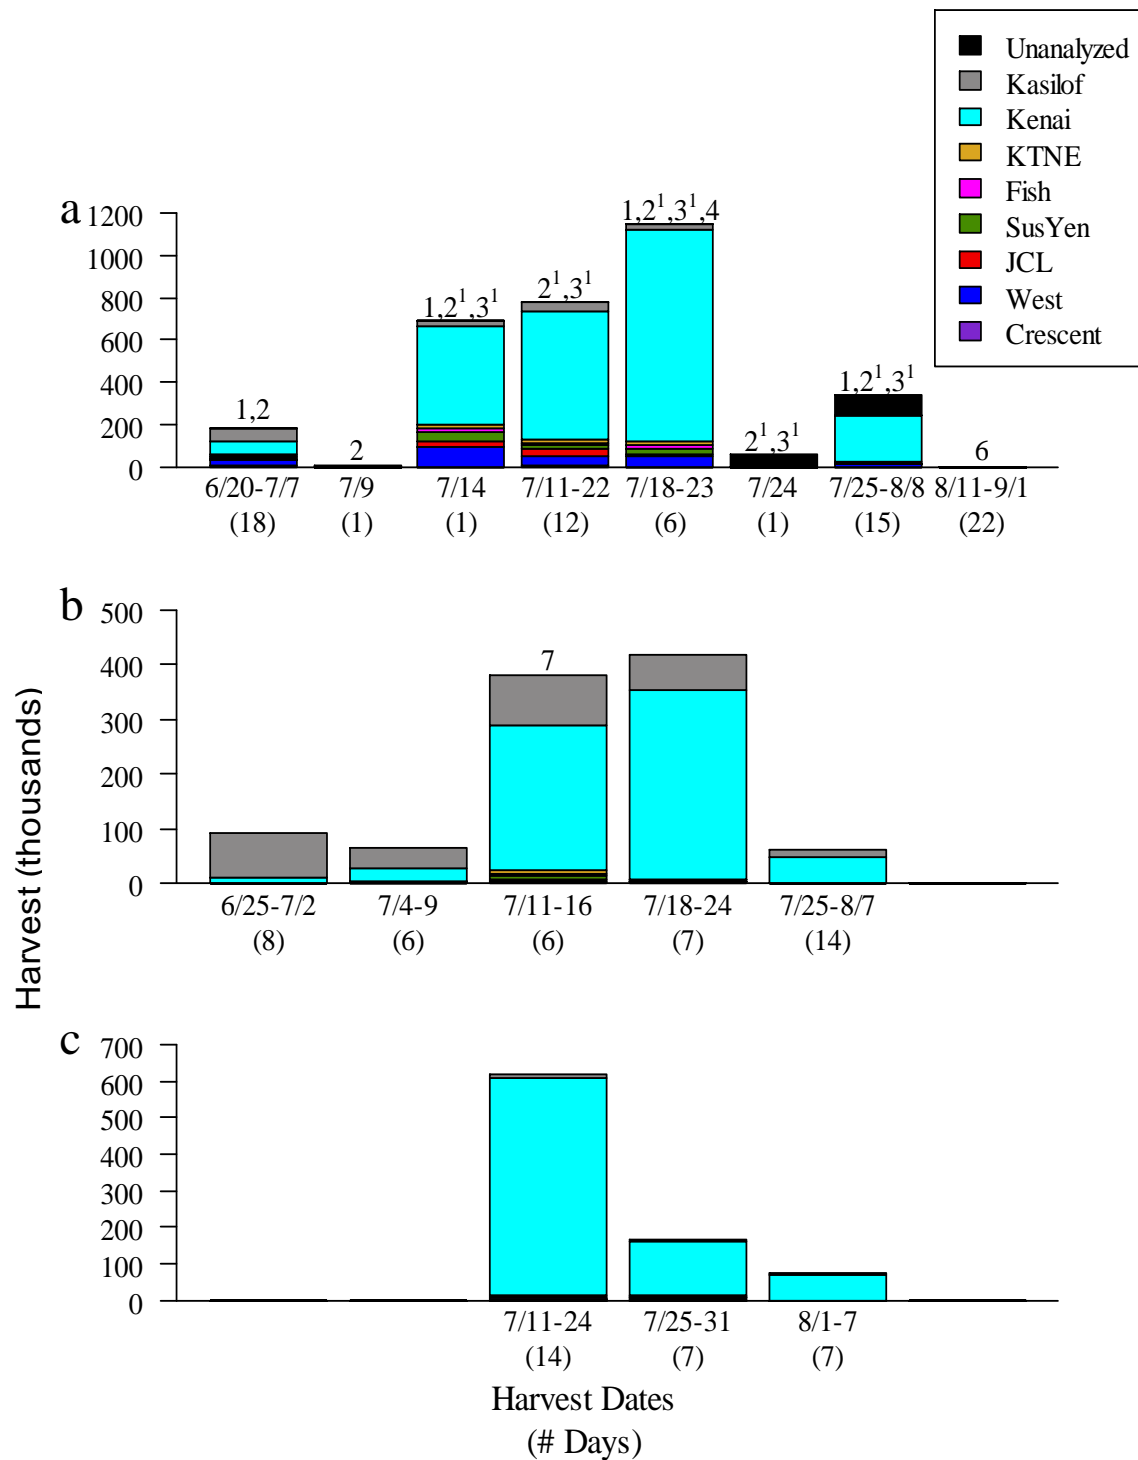 Unanalyzed
Kasilof
Kenai
KTNE
Fish
SusYen
JCL
West
Crescent
a
1200
1000
800
600
400
200
0
1,2
2
1,2¹,3¹
2¹,3¹
1,2¹,3¹,4
2¹,3¹
1,2¹,3¹
6
6/20-7/7 7/9 7/14 7/11-22 7/18-23 7/24 7/25-8/8 8/11-9/1
(18) (1) (1) (12) (6) (1) (15) (22)
b
500
400
300
200
100
0
7
6/25-7/2 7/4-9 7/11-16 7/18-24 7/25-8/7
(8) (6) (6) (7) (14)
Harvest (thousands)
c
700
600
500
400
300
200
100
0
7/11-24 7/25-31 8/1-7
(14) (7) (7)
Harvest Dates
(# Days)